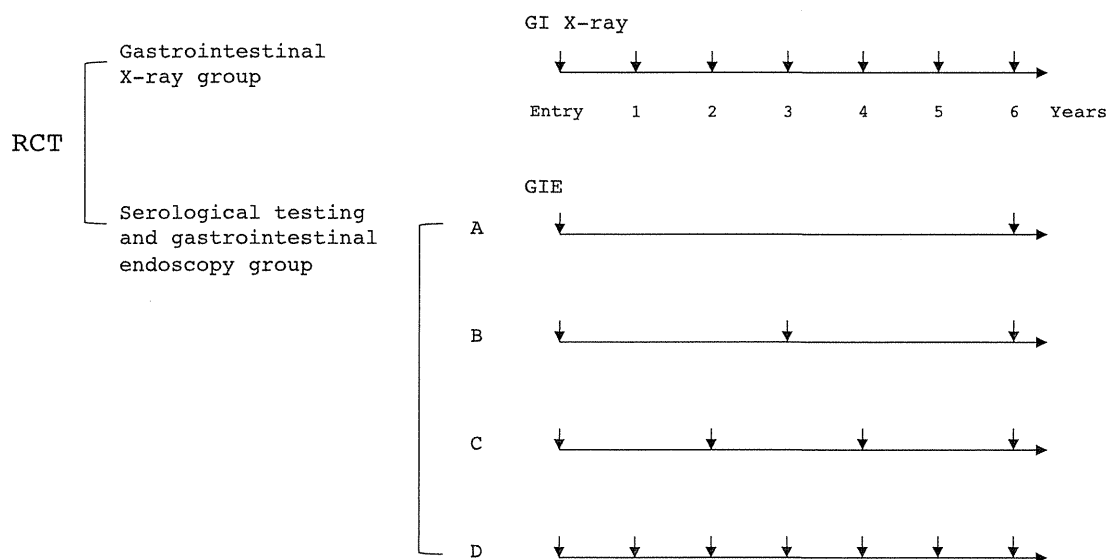 GI X-ray
Gastrointestinal
X-ray group
Entry 1 2 3 4 5 6 Years
RCT
GIE
Serological testing
and gastrointestinal
endoscopy group
A
B
C
D